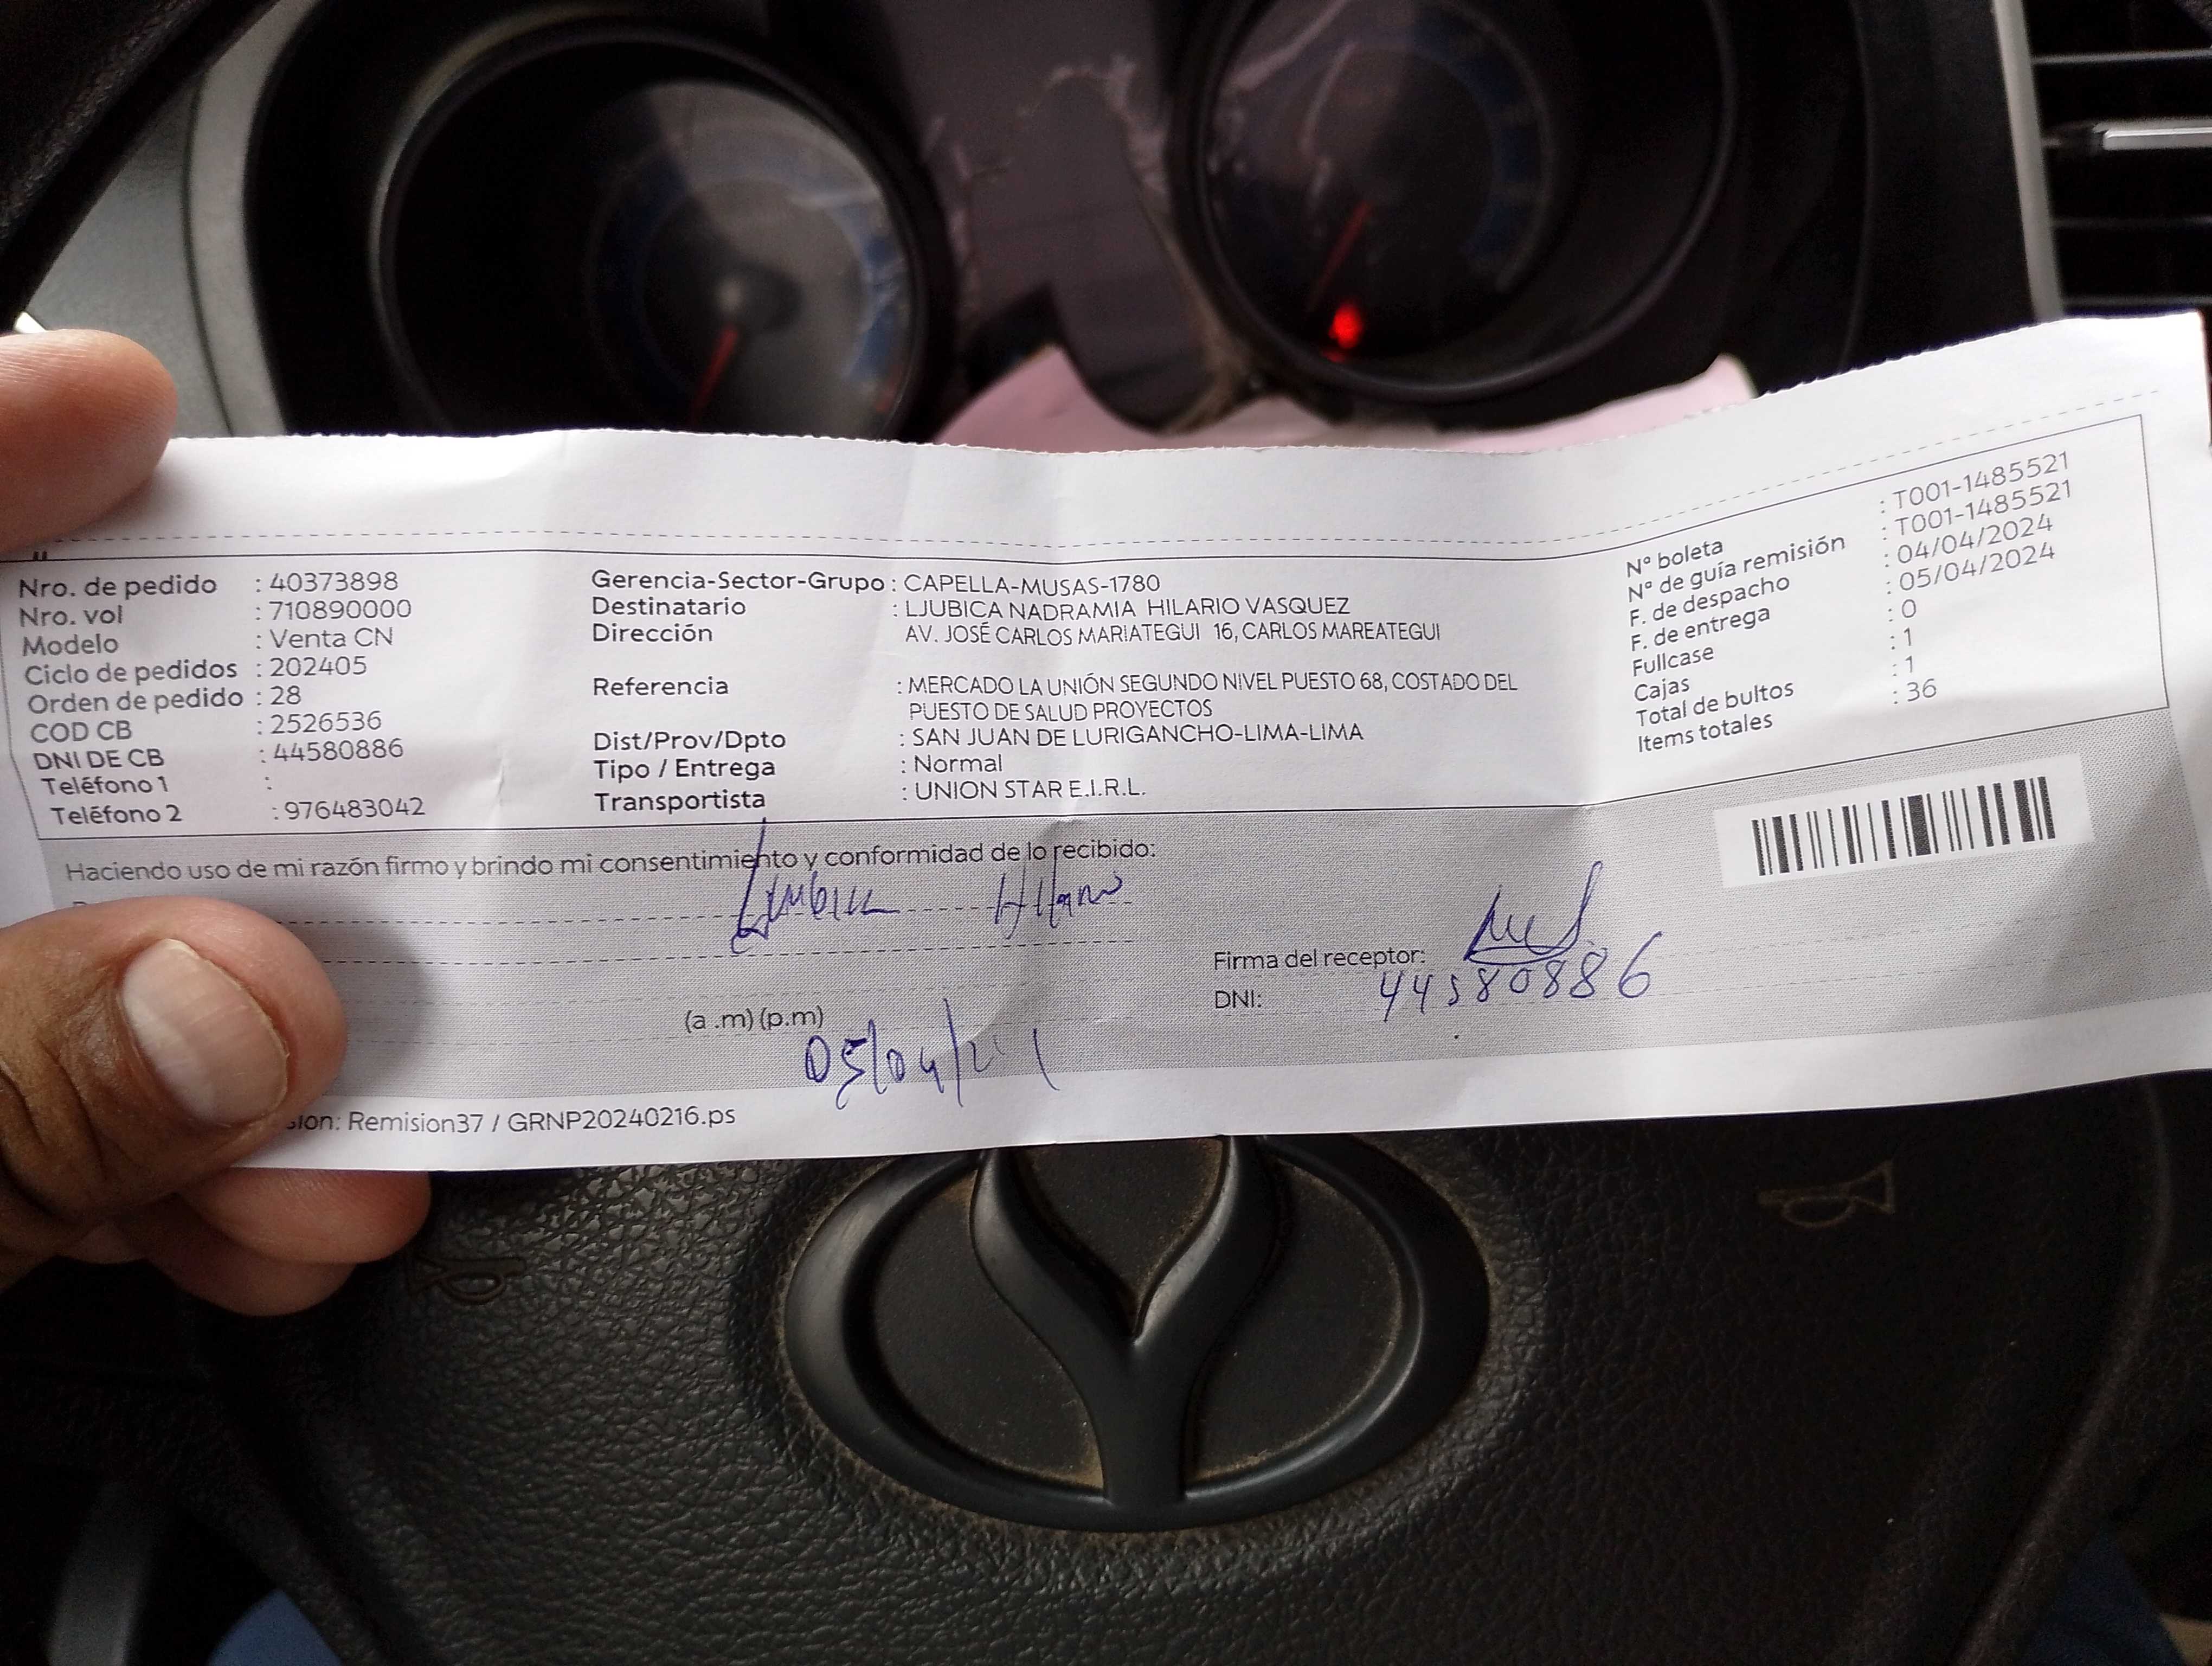 Nro. de pedido : 40373898
Nro. vol : 710890000
Modelo : Venta CN
Ciclo de pedidos : 202405
Orden de pedido : 28
COD CB : 2526536
DNI DE CB : 44580886
Teléfono 1 :
Teléfono 2 : 976483042
Gerencia-Sector-Grupo : CAPELLA-MUSAS-1780
Destinatario : LJUBICA NADRAMIA HILARIO VASQUEZ
Dirección AV. JOSÉ CARLOS MARIATEGUI 16, CARLOS MAREATEGUI
Referencia : MERCADO LA UNIÓN SEGUNDO NIVEL PUESTO 68, COSTADO DEL
PUESTO DE SALUD PROYECTOS
Dist/Prov/Dpto : SAN JUAN DE LURIGANCHO-LIMA-LIMA
Tipo / Entrega : Normal
Transportista : UNION STAR E.I.R.L.
N° boleta : T001-1485521
N° de guía remisión : T001-1485521
F. de despacho : 04/04/2024
F. de entrega : 05/04/2024
Fullcase : 0
Cajas : 1
Total de bultos : 1
Items totales : 36
Haciendo uso de mi razón firmo y brindo mi consentimiento y conformidad de lo recibido:
Firma del receptor:
DNI: 44580886
(a .m) (p.m)
05/04/
Remision37 / GRNP20240216.ps